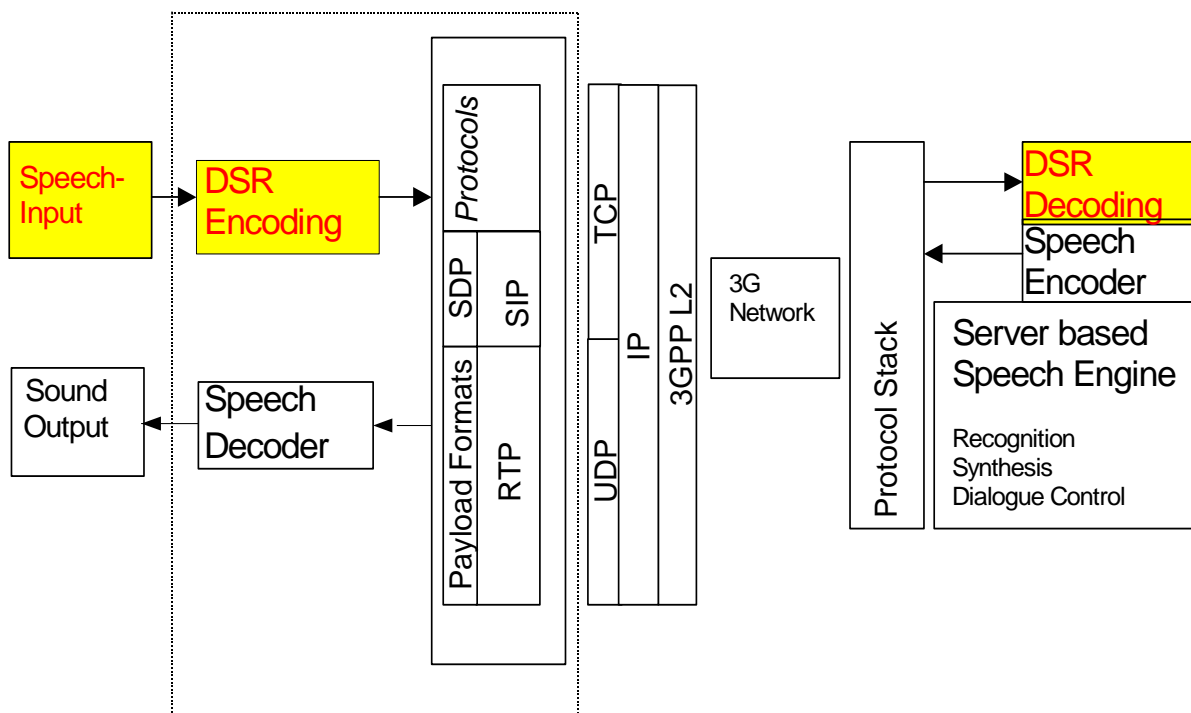 Speech-
Input
DSR
Encoding
Protocols
SDP
SIP
Payload Formats
RTP
TCP
UDP
IP
3GPP L2
3G
Network
Protocol Stack
DSR
Decoding
Speech
Encoder
Server based
Speech Engine
Recognition
Synthesis
Dialogue Control
Sound
Output
Speech
Decoder